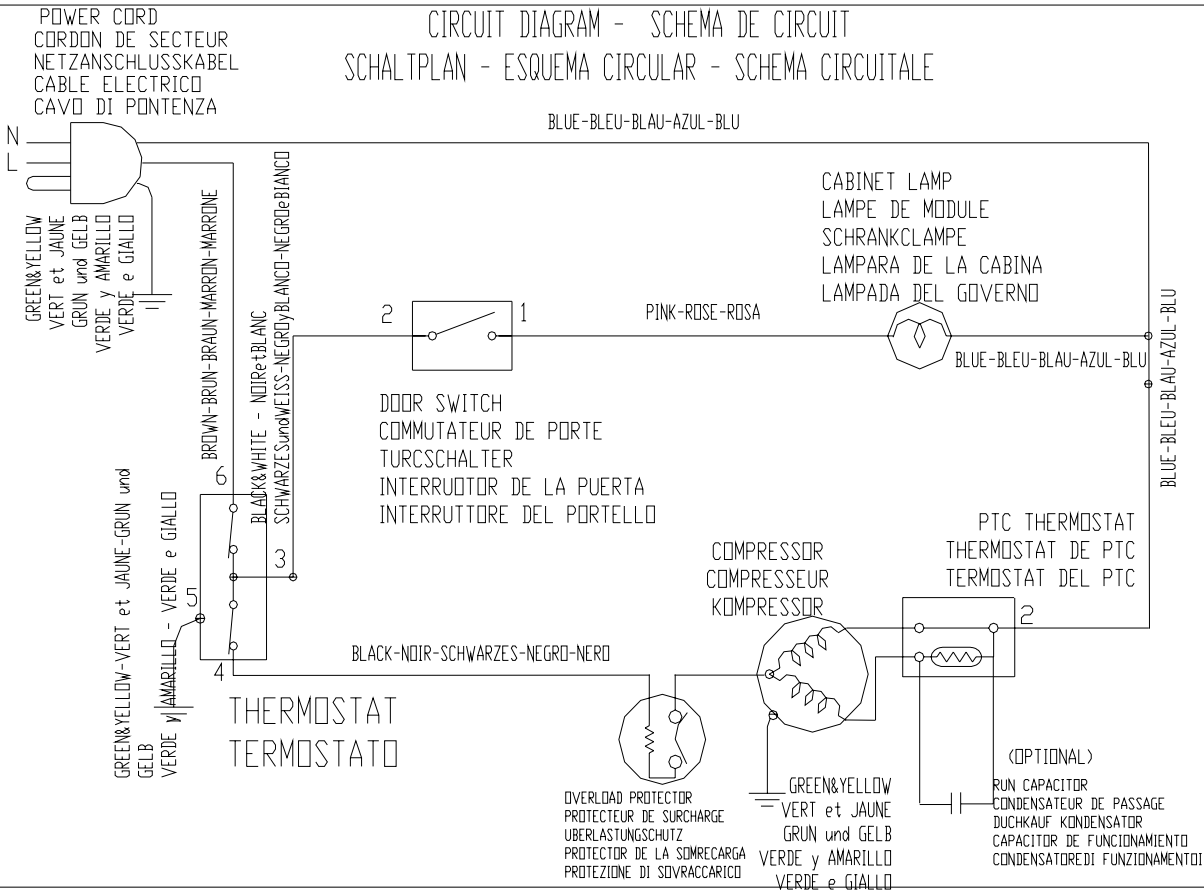 POWER CORD
CORDON DE SECTEUR
NETZANSCHLUSSKABEL
CABLE ELECTRICO
CAVO DI PONTENZA
CIRCUIT DIAGRAM - SCHEMA DE CIRCUIT
SCHALTPLAN - ESQUEMA CIRCULAR - SCHEMA CIRCUITALE
N
L
BLUE-BLEU-BLAU-AZUL-BLU
GREEN&YELLOW
VERT et JAUNE
GRUN und GELB
VERDE y AMARILLO
VERDE e GIALLO
BROWN-BRUN-BRAUN-MARRON-MARRONE
BLACK&WHITE - NOIRetBLANC
SCHWARZESundWEISS-NEGROyBLANCO-NEGROeBIANCO
CABINET LAMP
LAMPE DE MODULE
SCHRANKCLAMPE
LAMPARA DE LA CABINA
LAMPADA DEL GOVERNO
2
1
PINK-ROSE-ROSA
BLUE-BLEU-BLAU-AZUL-BLU
BLUE-BLEU-BLAU-AZUL-BLU
DOOR SWITCH
COMMUTATEUR DE PORTE
TURCSCHALTER
INTERRUOTOR DE LA PUERTA
INTERRUTTORE DEL PORTELLO
6
3
5
4
GREEN&YELLOW-VERT et JAUNE-GRUN und
GELB
VERDE y AMARILLO - VERDE e GIALLO
THERMOSTAT
TERMOSTATO
BLACK-NOIR-SCHWARZES-NEGRO-NERO
COMPRESSOR
COMPRESSEUR
KOMPRESSOR
PTC THERMOSTAT
THERMOSTAT DE PTC
TERMOSTAT DEL PTC
2
OVERLOAD PROTECTOR
PROTECTEUR DE SURCHARGE
UBERLASTUNGSCHUTZ
PROTECTOR DE LA SOMRECARGA
PROTEZIONE DI SOVRACCARICO
GREEN&YELLOW
VERT et JAUNE
GRUN und GELB
VERDE y AMARILLO
VERDE e GIALLO
(OPTIONAL)
RUN CAPACITOR
CONDENSATEUR DE PASSAGE
DUCHKAUF KONDENSATOR
CAPACITOR DE FUNCIONAMIENTO
CONDENSATOREDI FUNZIONAMENTOI